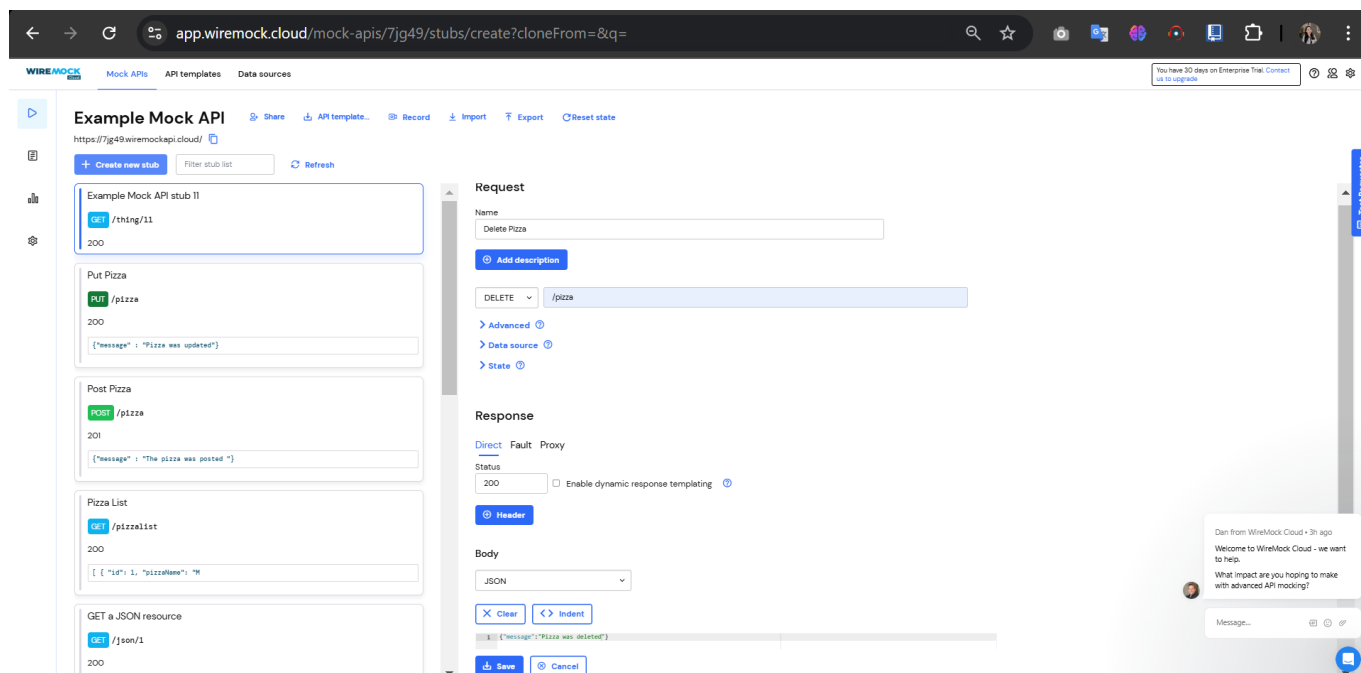 app.wiremock.cloud/mock-apis/7jg49/stubs/create?cloneFrom=&q=
WIREMOCK Cloud
Mock APIs API templates Data sources
You have 30 days on Enterprise Trial. Contact
us to upgrade
Example Mock API
Share API template... Record Import Export Reset state
https://7jg49.wiremockapi.cloud/
+ Create new stub Filter stub list Refresh
Example Mock API stub 11
GET /thing/11
200
Put Pizza
PUT /pizza
200
{"message" : "Pizza was updated"}
Post Pizza
POST /pizza
201
{"message" : "The pizza was posted "}
Pizza List
GET /pizzalist
200
[ { "id": 1, "pizzaName": "M
GET a JSON resource
GET /json/1
200
Request
Name
Delete Pizza
Add description
DELETE /pizza
Advanced
Data source
State
Response
Direct Fault Proxy
Status
200 Enable dynamic response templating
Header
Body
JSON
Clear Indent
1 {"message":"Pizza was deleted"}
Save Cancel
Dan from WireMock Cloud • 3h ago
Welcome to WireMock Cloud - we want
to help.
What impact are you hoping to make
with advanced API mocking?
Message...